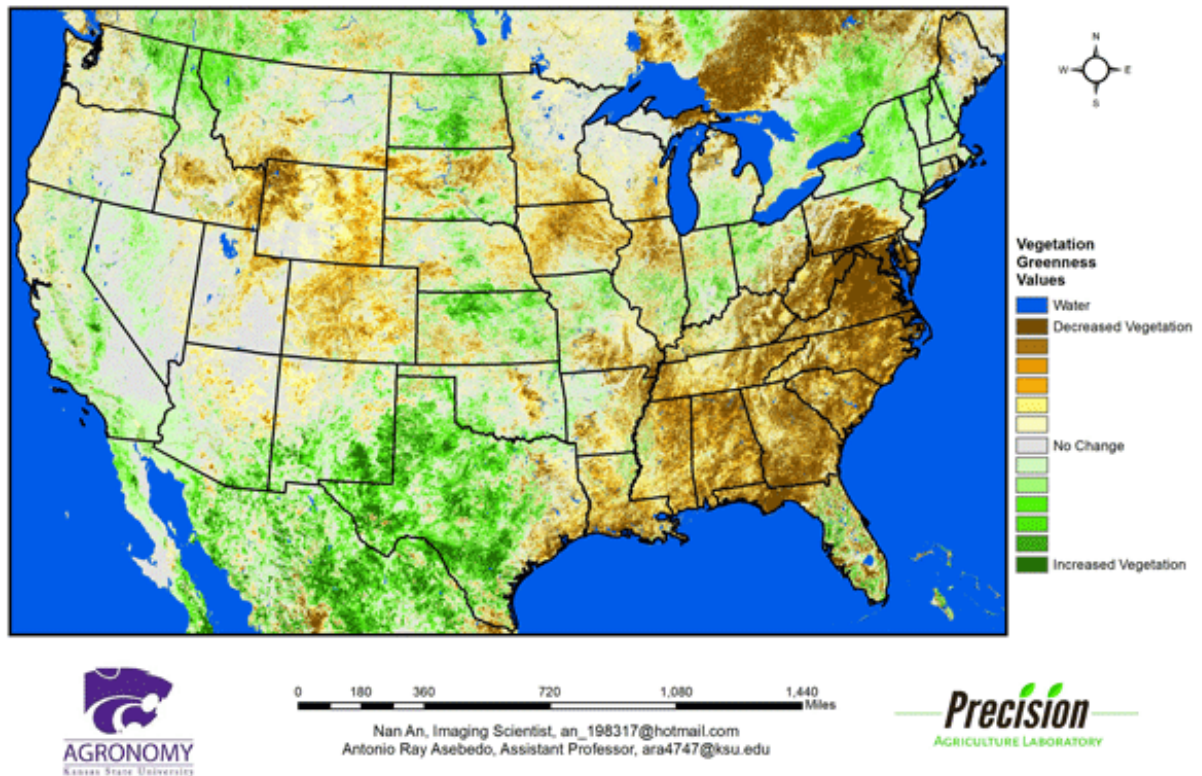 N
W E
S
Vegetation
Greenness
Values
Water
Decreased Vegetation
No Change
Increased Vegetation
0 180 360 720 1,080 1,440
Miles
Nan An, Imaging Scientist, an_198317@hotmail.com
Antonio Ray Asebedo, Assistant Professor, ara4747@ksu.edu
AGRONOMY
Kansas State University
Precision
AGRICULTURE LABORATORY